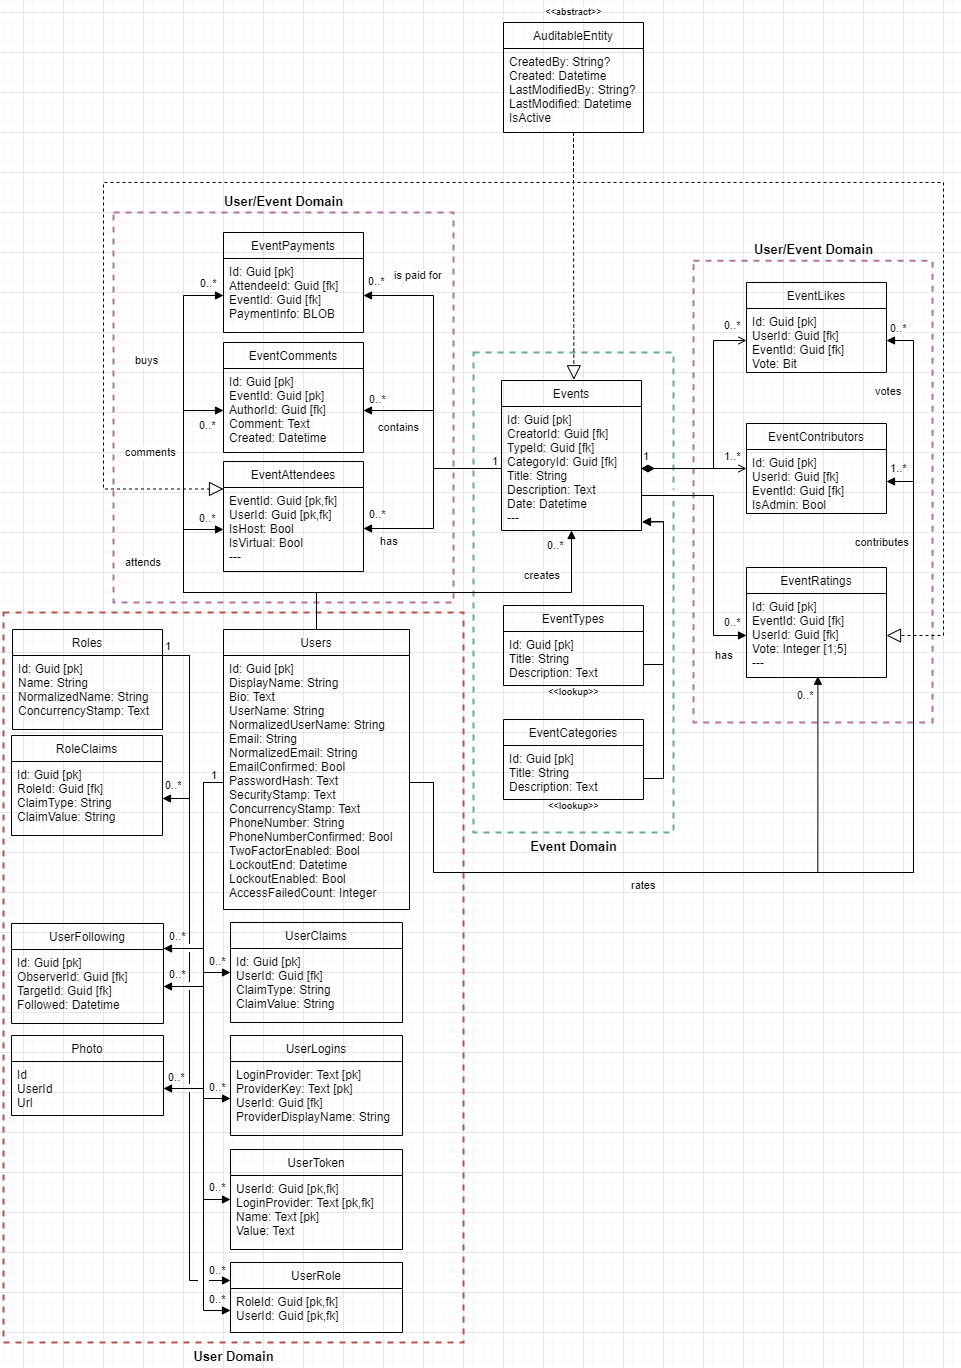 <<abstract>>
AuditableEntity
CreatedBy: String?
Created: Datetime
LastModifiedBy: String?
LastModified: Datetime
IsActive
User/Event Domain
EventPayments
Id: Guid [pk]
AttendeeId: Guid [fk]
EventId: Guid [fk]
PaymentInfo: BLOB
0..*
0..*
is paid for
buys
EventComments
Id: Guid [pk]
EventId: Guid [pk]
AuthorId: Guid [fk]
Comment: Text
Created: Datetime
0..*
0..*
contains
comments
EventAttendees
EventId: Guid [pk,fk]
UserId: Guid [pk,fk]
IsHost: Bool
IsVirtual: Bool
---
0..*
0..*
has
attends
Events
Id: Guid [pk]
CreatorId: Guid [fk]
TypeId: Guid [fk]
CategoryId: Guid [fk]
Title: String
Description: Text
Date: Datetime
---
1
1
0..*
creates
EventTypes
Id: Guid [pk]
Title: String
Description: Text
<<lookup>>
EventCategories
Id: Guid [pk]
Title: String
Description: Text
<<lookup>>
Event Domain
User/Event Domain
EventLikes
Id: Guid [pk]
UserId: Guid [fk]
EventId: Guid [fk]
Vote: Bit
0..*
0..*
votes
EventContributors
Id: Guid [pk]
UserId: Guid [fk]
EventId: Guid [fk]
IsAdmin: Bool
1..*
1..*
contributes
EventRatings
Id: Guid [pk]
EventId: Guid [fk]
UserId: Guid [fk]
Vote: Integer [1;5]
---
0..*
has
0..*
rates
Roles
Id: Guid [pk]
Name: String
NormalizedName: String
ConcurrencyStamp: Text
1
RoleClaims
Id: Guid [pk]
RoleId: Guid [fk]
ClaimType: String
ClaimValue: String
0..*
Users
Id: Guid [pk]
DisplayName: String
Bio: Text
UserName: String
NormalizedUserName: String
Email: String
NormalizedEmail: String
EmailConfirmed: Bool
PasswordHash: Text
SecurityStamp: Text
ConcurrencyStamp: Text
PhoneNumber: String
PhoneNumberConfirmed: Bool
TwoFactorEnabled: Bool
LockoutEnd: Datetime
LockoutEnabled: Bool
AccessFailedCount: Integer
1
UserFollowing
Id: Guid [pk]
ObserverId: Guid [fk]
TargetId: Guid [fk]
Followed: Datetime
0..*
0..*
Photo
Id
UserId
Url
0..*
UserClaims
Id: Guid [pk]
UserId: Guid [fk]
ClaimType: String
ClaimValue: String
0..*
UserLogins
LoginProvider: Text [pk]
ProviderKey: Text [pk]
UserId: Guid [fk]
ProviderDisplayName: String
0..*
UserToken
UserId: Guid [pk,fk]
LoginProvider: Text [pk,fk]
Name: Text [pk]
Value: Text
0..*
UserRole
RoleId: Guid [pk,fk]
UserId: Guid [pk,fk]
0..*
0..*
User Domain